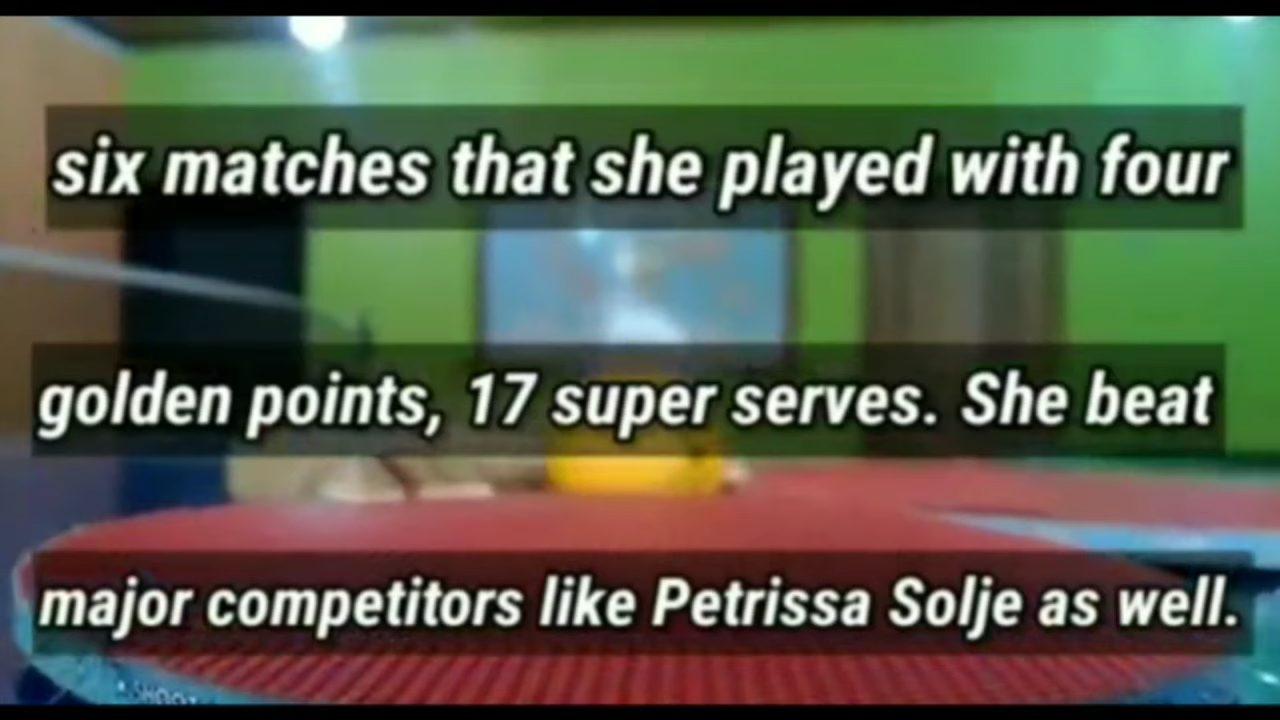 six matches that she played with four
golden points, 17 super serves. She beat
major competitors like Petrissa Solje as well.